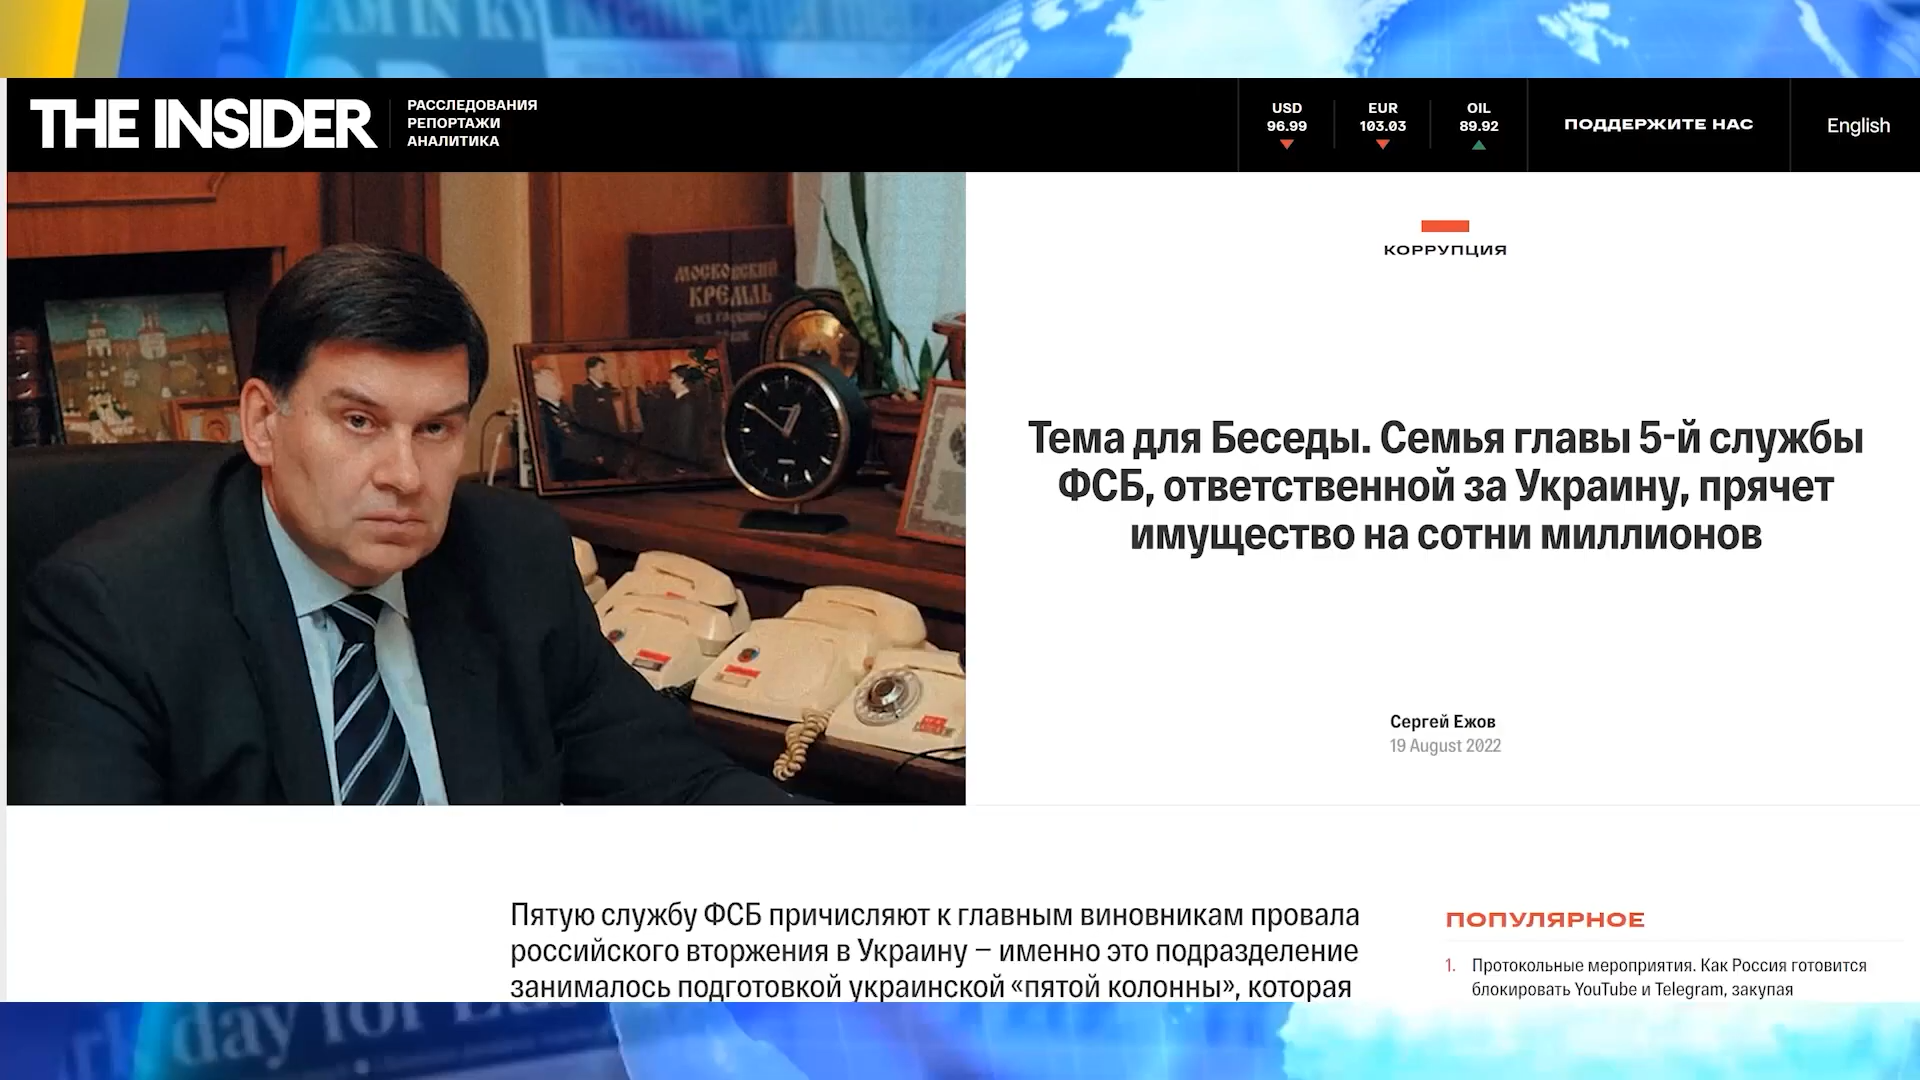 THE INSIDER
РАССЛЕДОВАНИЯ
РЕПОРТАЖИ
АНАЛИТИКА
USD
96.99
EUR
103.03
OIL
89.92
ПОДДЕРЖИТЕ НАС
English
МОСКОВСКИЙ
КРЕМЛЬ
КОРРУПЦИЯ
Тема для Беседы. Семья главы 5-й службы
ФСБ, ответственной за Украину, прячет
имущество на сотни миллионов
Сергей Ежов
19 August 2022
Пятую службу ФСБ причисляют к главным виновникам провала
российского вторжения в Украину – именно это подразделение
занималось подготовкой украинской «пятой колонны», которая
ПОПУЛЯРНОЕ
1. Протокольные мероприятия. Как Россия готовится
блокировать YouTube и Telegram, закупая
day for